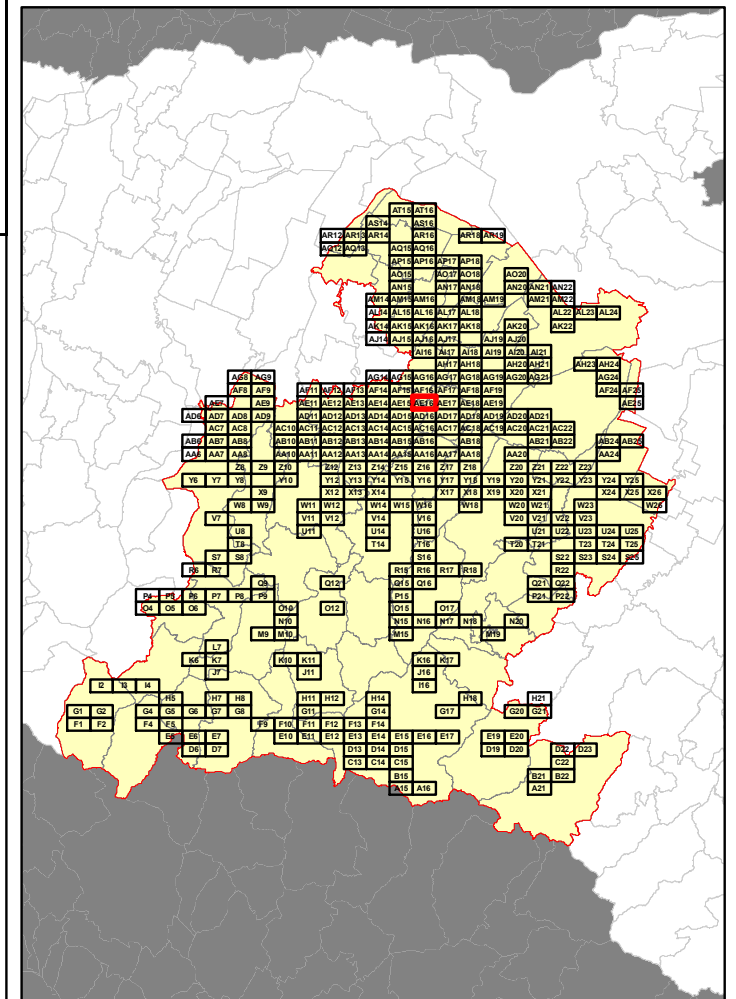 AT15 AT16
AS14 AS16
AR12 AR13 AR14 AR16 AR18 AR19
AQ12 AQ13 AQ15 AQ16
AP15 AP16 AP17 AP18
AO15 AO17 AO18 AO20
AN15 AN17 AN18 AN20 AN21 AN22
AM14 AM15 AM16 AM18 AM19 AM21 AM22
AL14 AL15 AL16 AL17 AL18 AL22 AL23 AL24
AK14 AK15 AK16 AK17 AK18 AK20 AK22
AJ14 AJ15 AJ16 AJ17 AJ19 AJ20
AI16 AI17 AI18 AI19 AI20 AI21
AH17 AH18 AH20 AH21 AH23 AH24
AG8 AG9 AG14 AG15 AG16 AG17 AG18 AG19 AG20 AG21 AG24
AF8 AF9 AF11 AF12 AF13 AF14 AF15 AF16 AF17 AF18 AF19 AF24 AF25
AE7 AE9 AE11 AE12 AE13 AE14 AE15 AE16 AE17 AE18 AE19 AE25
AD6 AD7 AD8 AD9 AD11 AD12 AD13 AD14 AD15 AD16 AD17 AD18 AD19 AD20 AD21
AC7 AC8 AC10 AC11 AC12 AC13 AC14 AC15 AC16 AC17 AC18 AC19 AC20 AC21 AC22
AB6 AB7 AB8 AB10 AB11 AB12 AB13 AB14 AB15 AB16 AB18 AB21 AB22 AB24 AB25
AA6 AA7 AA8 AA10 AA11 AA12 AA13 AA14 AA15 AA16 AA17 AA18 AA20 AA24
Z8 Z9 Z10 Z12 Z13 Z14 Z15 Z16 Z17 Z18 Z20 Z21 Z22 Z23
Y6 Y7 Y8 Y10 Y12 Y13 Y14 Y15 Y16 Y17 Y18 Y19 Y20 Y21 Y22 Y23 Y24 Y25
X9 X12 X13 X14 X17 X18 X19 X20 X21 X24 X25 X26
W8 W9 W11 W12 W14 W15 W16 W18 W20 W21 W23 W26
V7 V11 V12 V14 V16 V20 V21 V22 V23
U8 U11 U14 U16 U21 U22 U23 U24 U25
T8 T14 T16 T20 T21 T23 T24 T25
S7 S8 S16 S22 S23 S24 S25
R6 R7 R15 R16 R17 R18 R22
Q9 Q12 Q15 Q16 Q21 Q22
P4 P5 P6 P7 P8 P9 P15 P21 P22
O4 O5 O6 O10 O12 O15 O17
N10 N15 N16 N17 N18 N20
M9 M10 M15 M19
L7
K6 K7 K10 K11 K16 K17
J7 J11 J16
I2 I3 I4 I16
H5 H7 H8 H11 H12 H14 H18 H21
G1 G2 G4 G5 G6 G7 G8 G11 G14 G17 G20 G21
F1 F2 F4 F5 F9 F10 F11 F12 F13 F14
E5 E6 E7 E10 E11 E12 E13 E14 E15 E16 E17 E19 E20
D6 D7 D13 D14 D15 D19 D20 D22 D23
C13 C14 C15 C22
B15 B21 B22
A15 A16 A21